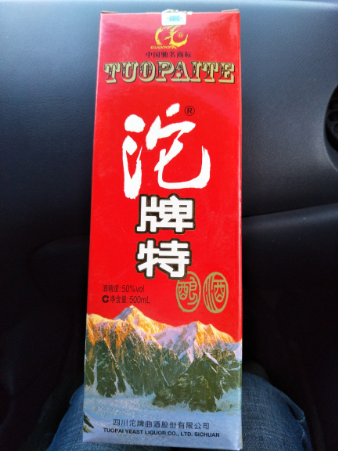 中国驰名商标
TUOPAITE
沱®
牌
特
酿酒
酒精度:50%vol
净含量:500mL
四川沱牌曲酒股份有限公司
TUOPAI YEAST LIQUOR CO., LTD. SICHUAN